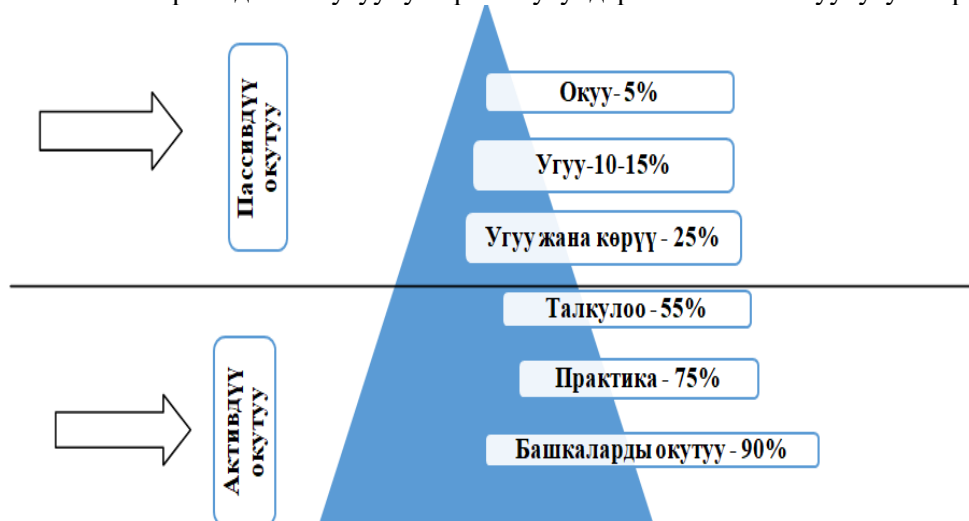 Пассивдүү
окутуу
Окуу- 5%
Угуу-10-15%
Угуу жана көрүү - 25%
Талкулоо - 55%
Активдүү
окутуу
Практика - 75%
Башкаларды окутуу - 90%